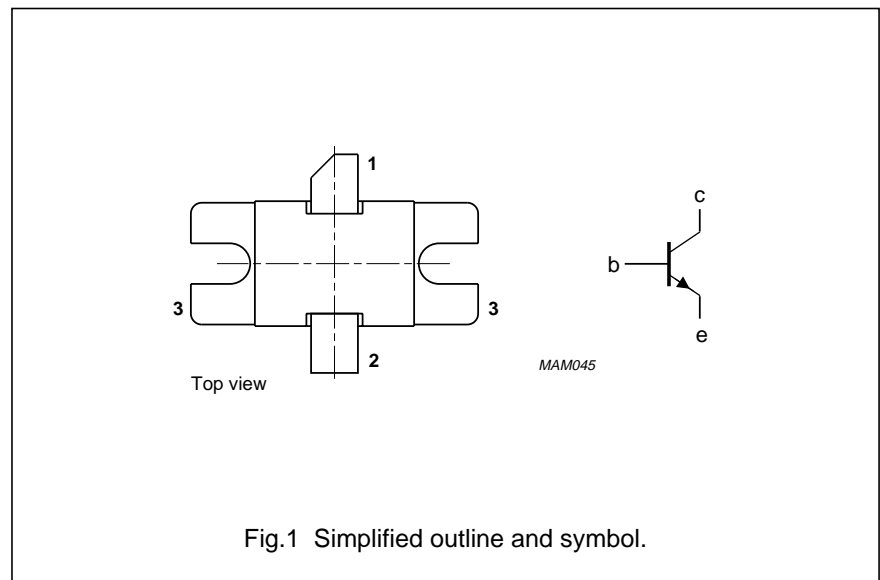 1
c
b
3
3
e
2
MAM045
Top view
Fig.1 Simplified outline and symbol.